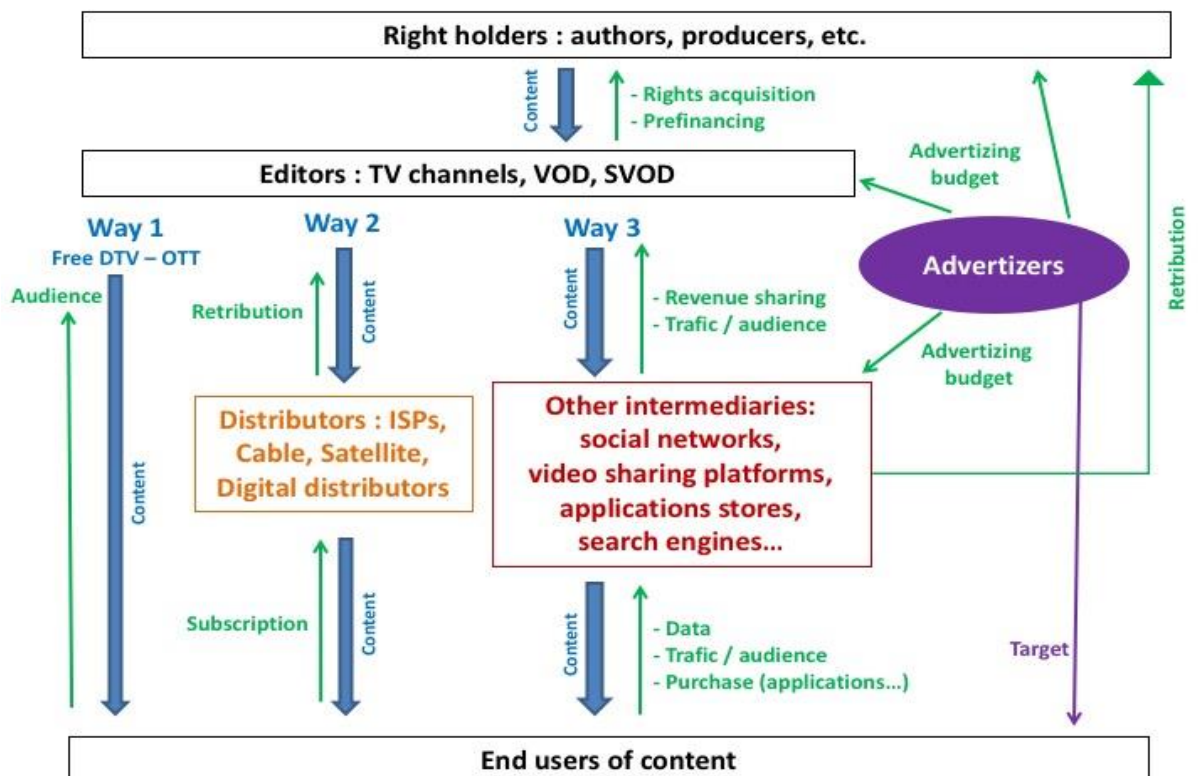 Right holders : authors, producers, etc.
Content
- Rights acquisition
- Prefinancing
Editors : TV channels, VOD, SVOD
Advertizing
budget
Way 1
Free DTV – OTT
Way 2
Way 3
Advertizers
Retribution
Audience
Retribution
Content
Content
- Revenue sharing
- Trafic / audience
Advertizing
budget
Distributors : ISPs,
Cable, Satellite,
Digital distributors
Other intermediaries:
social networks,
video sharing platforms,
applications stores,
search engines...
Content
Subscription
Content
Content
- Data
- Trafic / audience
- Purchase (applications...)
Target
End users of content